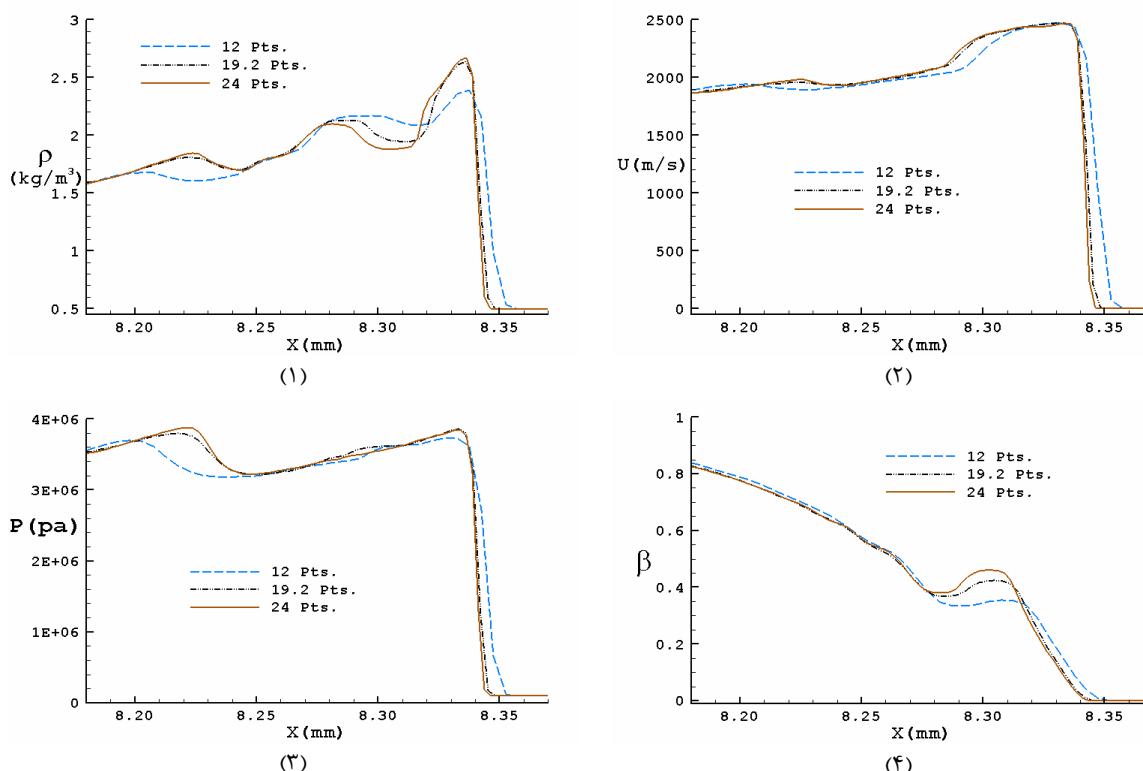 3
2.5
2
1.5
1
0.5
ρ
(kg/m³)
12 Pts.
19.2 Pts.
24 Pts.
8.20 8.25 8.30 8.35
X(mm)
(۱)
2500
2000
1500
1000
500
0
U(m/s)
12 Pts.
19.2 Pts.
24 Pts.
8.20 8.25 8.30 8.35
X(mm)
(۲)
4E+06
3E+06
2E+06
1E+06
0
P(pa)
12 Pts.
19.2 Pts.
24 Pts.
8.20 8.25 8.30 8.35
X(mm)
(۳)
1
0.8
0.6
0.4
0.2
0
β
12 Pts.
19.2 Pts.
24 Pts.
8.20 8.25 8.30 8.35
X(mm)
(۴)